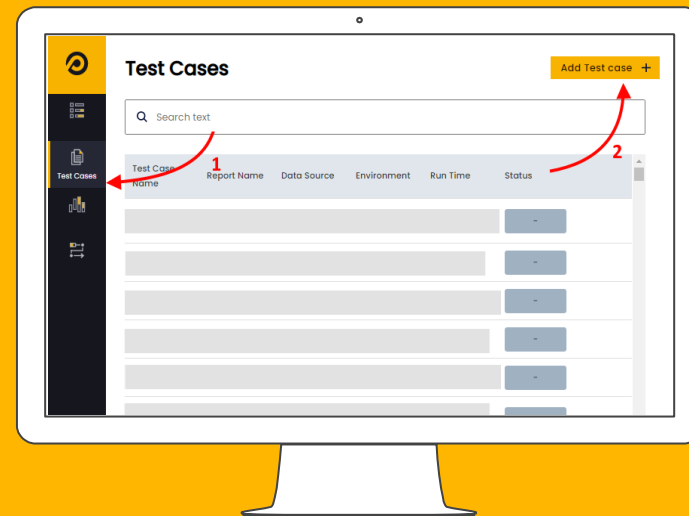 Test Cases
Add Test case +
Search text
Test Cases
1
2
Test Case Name
Report Name
Data Source
Environment
Run Time
Status
-
-
-
-
-